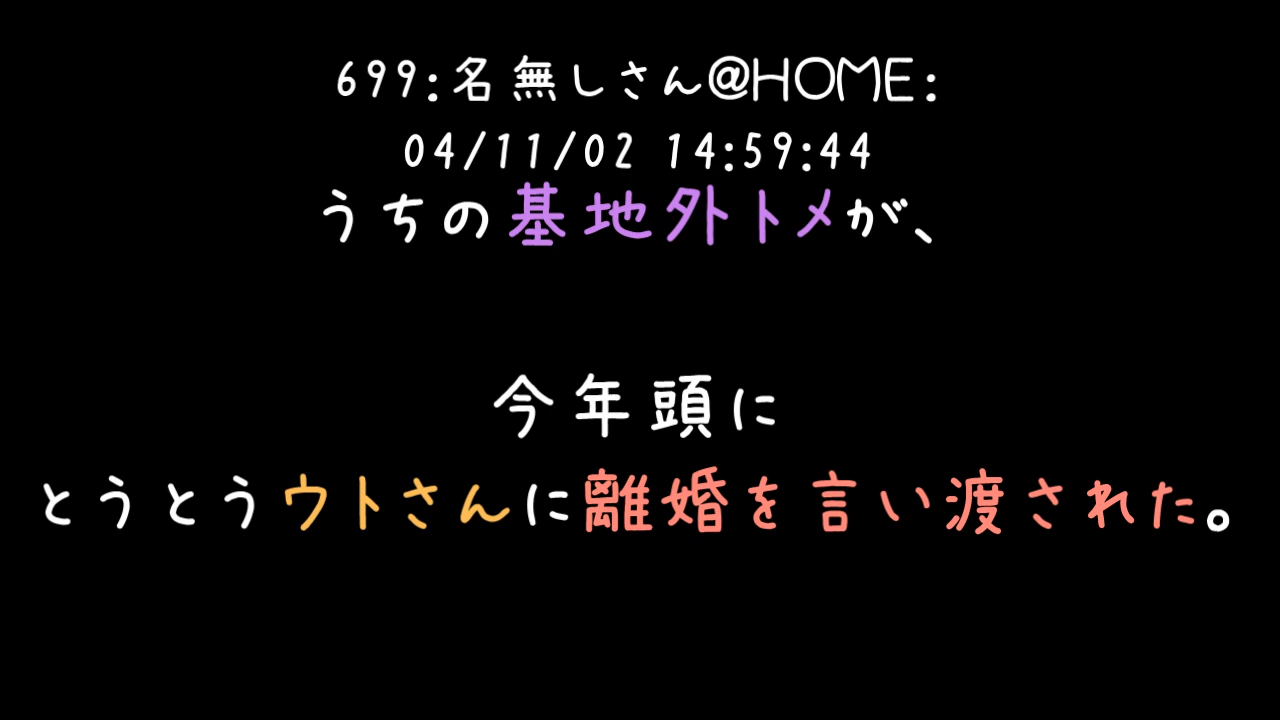 699:名無しさん@HOME:
04/11/02 14:59:44
うちの基地外トメが、
今年頭に
とうとうウトさんに離婚を言い渡された。